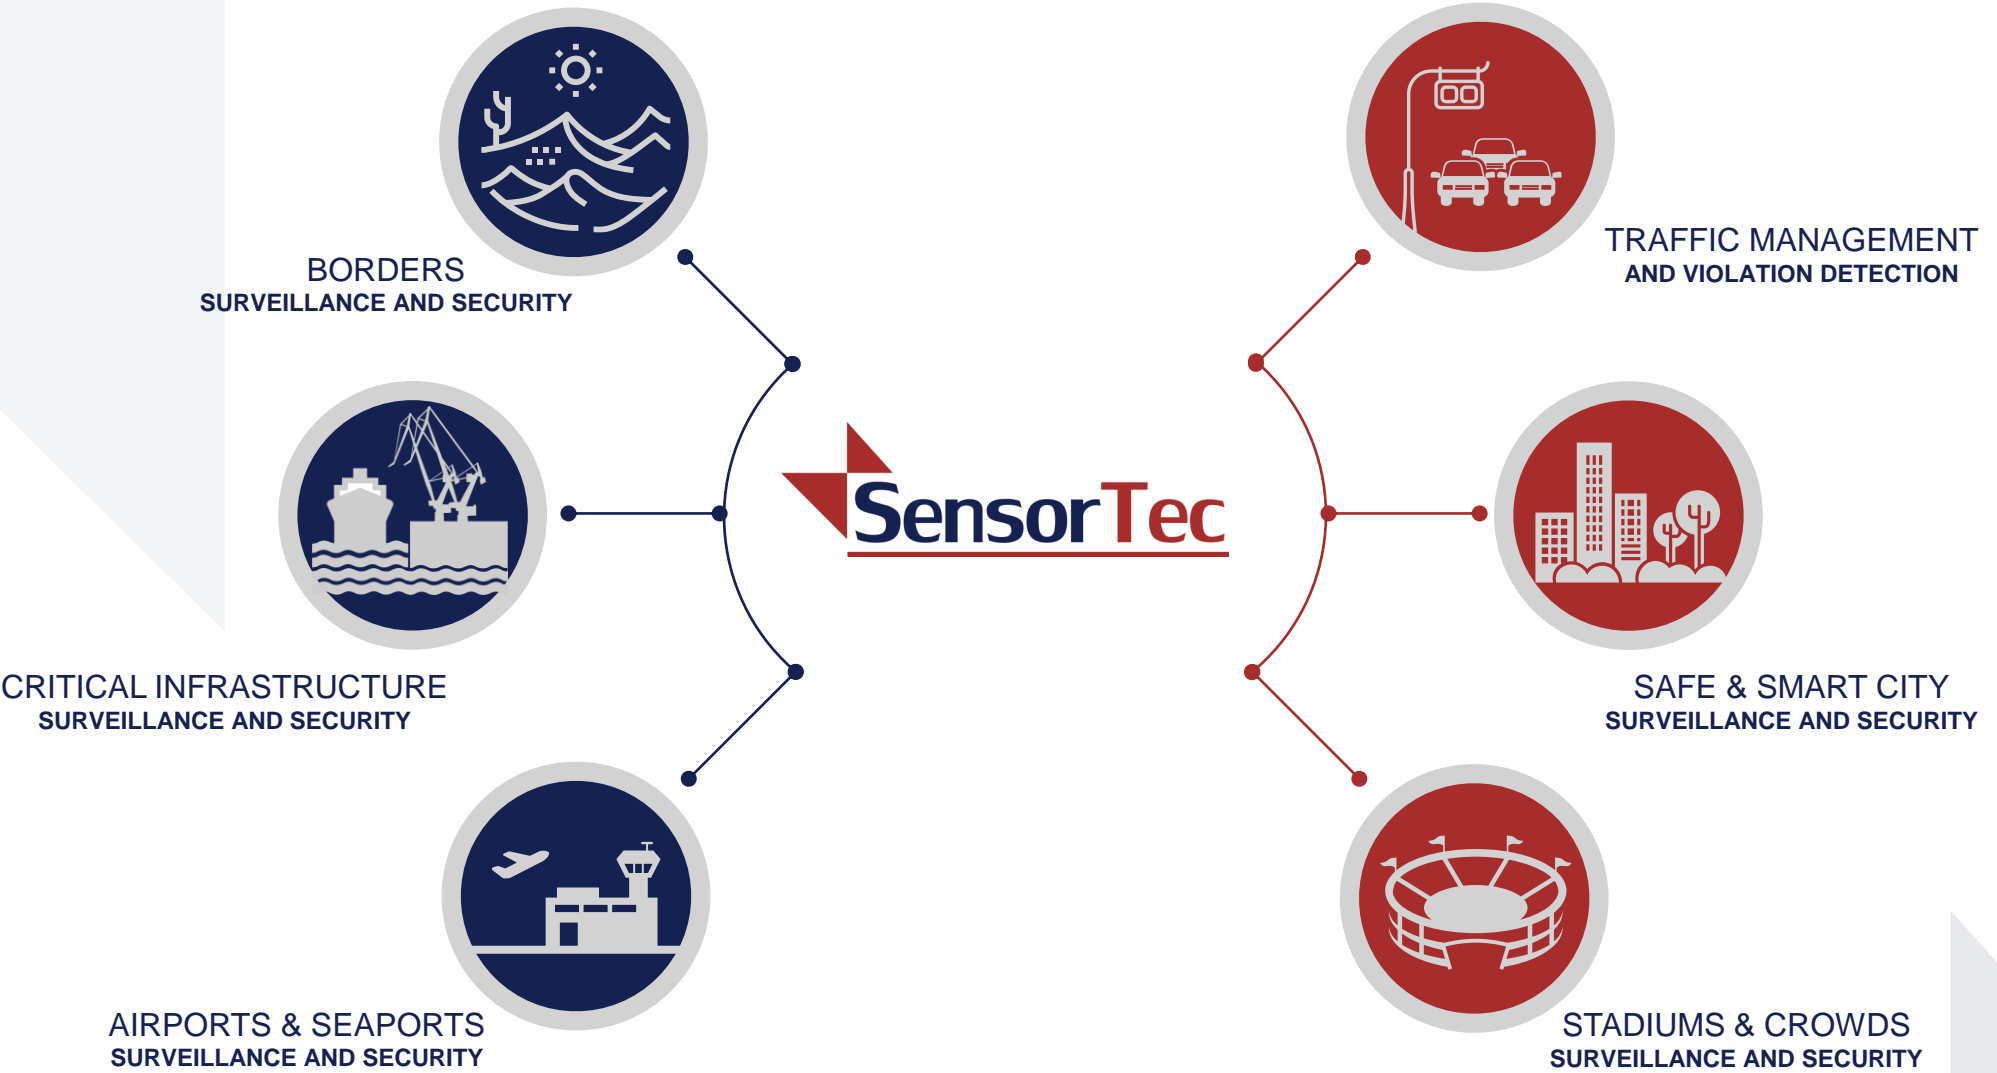 BORDERS
SURVEILLANCE AND SECURITY
CRITICAL INFRASTRUCTURE
SURVEILLANCE AND SECURITY
AIRPORTS & SEAPORTS
SURVEILLANCE AND SECURITY
SensorTec
TRAFFIC MANAGEMENT
AND VIOLATION DETECTION
SAFE & SMART CITY
SURVEILLANCE AND SECURITY
STADIUMS & CROWDS
SURVEILLANCE AND SECURITY